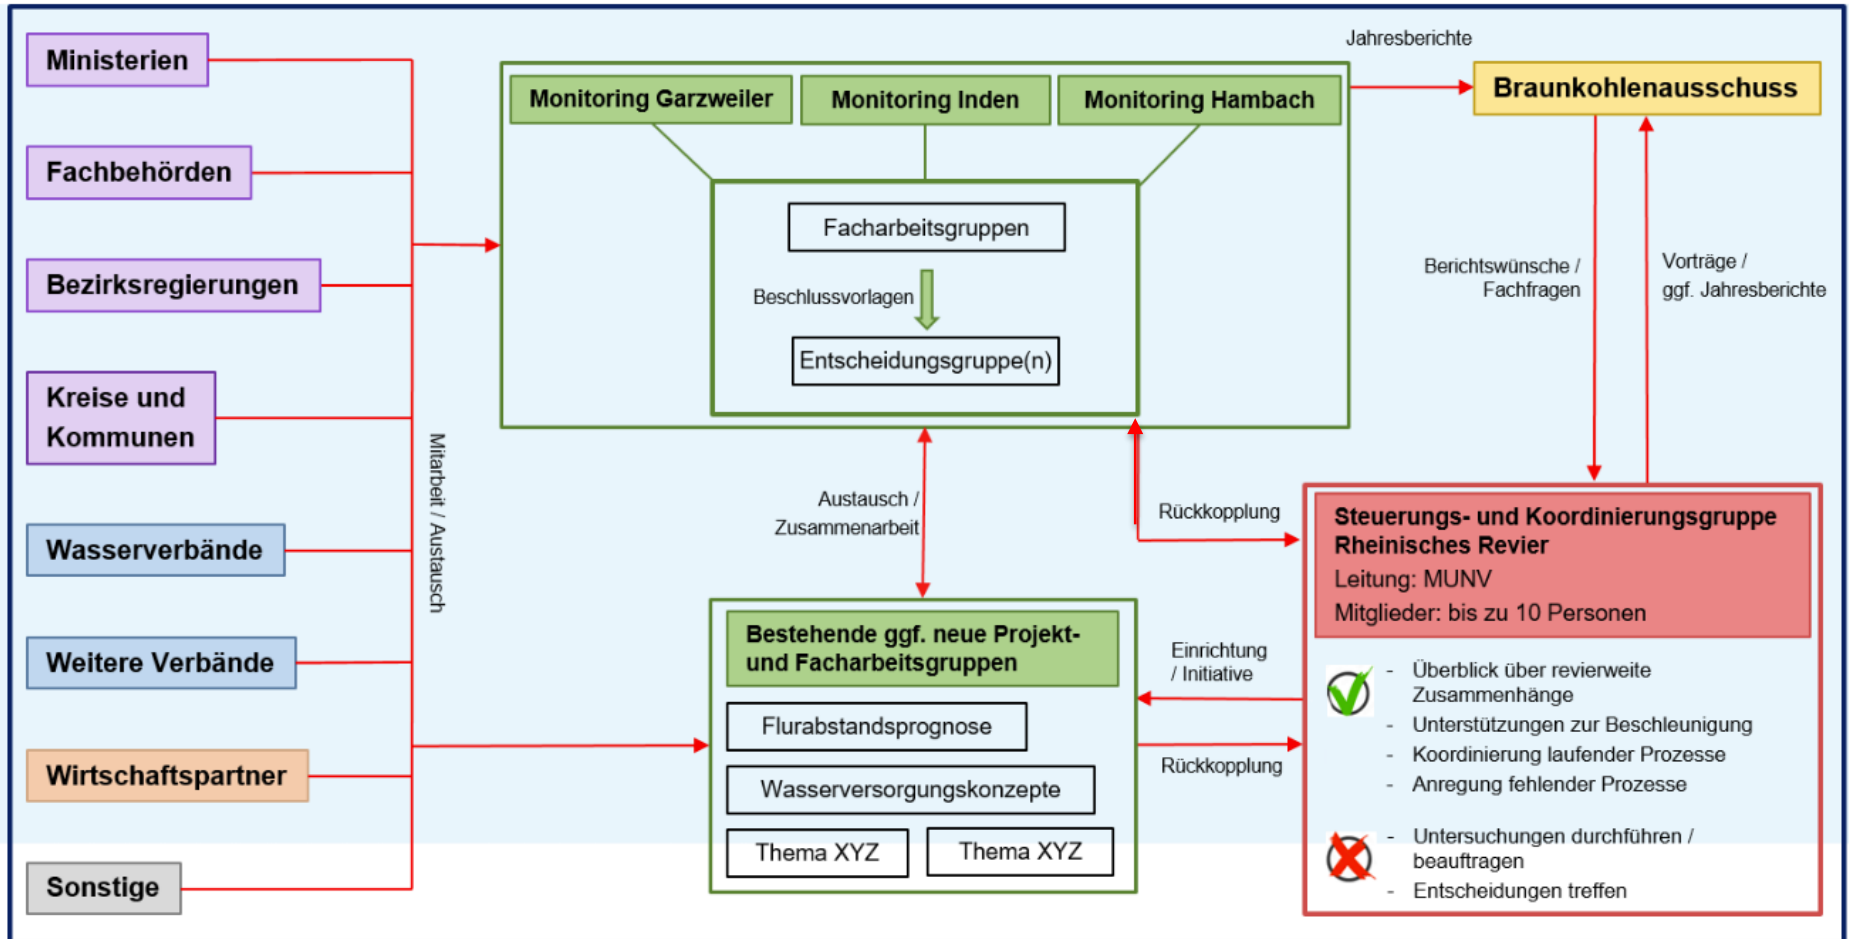 Ministerien
Fachbehörden
Bezirksregierungen
Kreise und
Kommunen
Wasserverbände
Weitere Verbände
Wirtschaftspartner
Sonstige
Mitarbeit / Austausch
Monitoring Garzweiler
Monitoring Inden
Monitoring Hambach
Facharbeitsgruppen
Beschlussvorlagen
Entscheidungsgruppe(n)
Jahresberichte
Braunkohlenausschuss
Berichtswünsche /
Fachfragen
Vorträge /
ggf. Jahresberichte
Austausch /
Zusammenarbeit
Rückkopplung
Bestehende ggf. neue Projekt-
und Facharbeitsgruppen
Flurabstandsprognose
Wasserversorgungskonzepte
Thema XYZ
Thema XYZ
Einrichtung
/ Initiative
Rückkopplung
Steuerungs- und Koordinierungsgruppe
Rheinisches Revier
Leitung: MUNV
Mitglieder: bis zu 10 Personen
- Überblick über revierweite
Zusammenhänge
- Unterstützungen zur Beschleunigung
- Koordinierung laufender Prozesse
- Anregung fehlender Prozesse
- Untersuchungen durchführen /
beauftragen
- Entscheidungen treffen